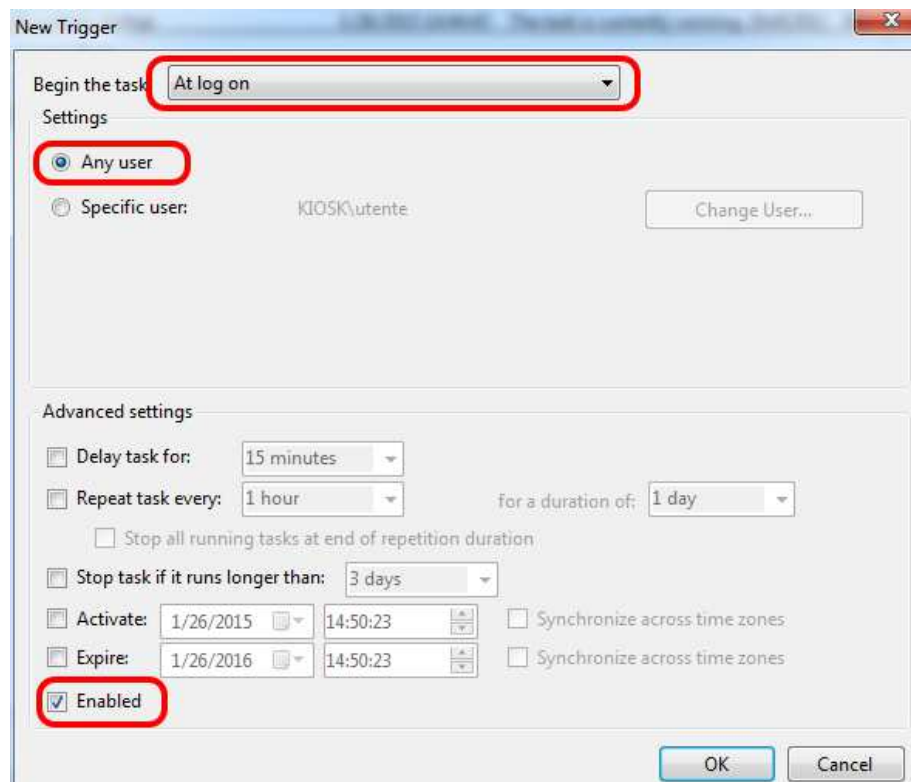 New Trigger
Begin the task At log on
Settings
Any user
Specific user: KIOSK\utente Change User...
Advanced settings
Delay task for: 15 minutes
Repeat task every: 1 hour for a duration of: 1 day
Stop all running tasks at end of repetition duration
Stop task if it runs longer than: 3 days
Activate: 1/26/2015 14:50:23 Synchronize across time zones
Expire: 1/26/2016 14:50:23 Synchronize across time zones
Enabled
OK Cancel